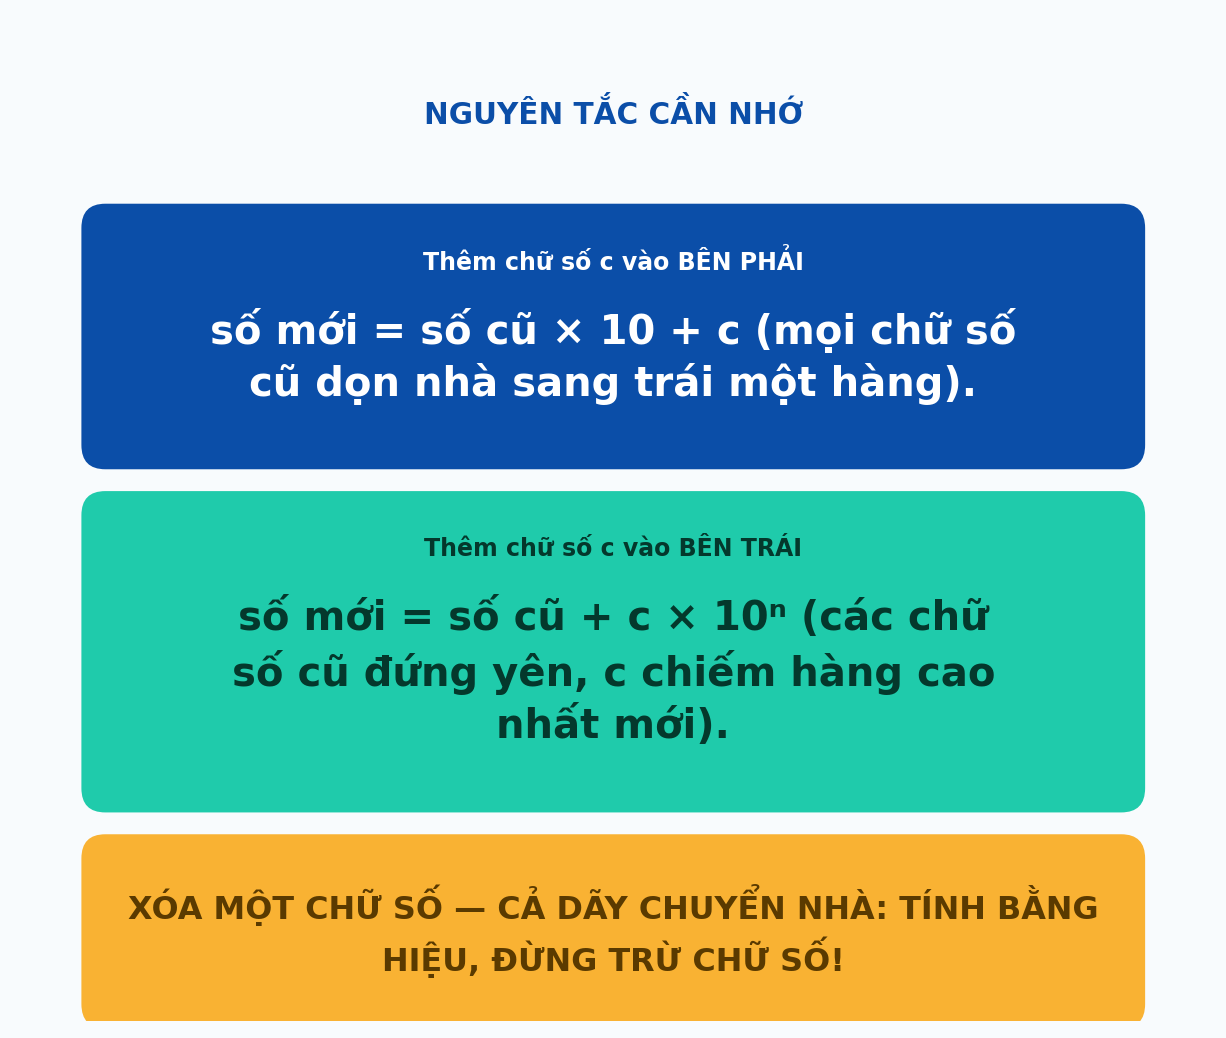 NGUYÊN TẮC CẦN NHỚ
Thêm chữ số c vào BÊN PHẢI
số mới = số cũ × 10 + c (mọi chữ số
cũ dọn nhà sang trái một hàng).
Thêm chữ số c vào BÊN TRÁI
số mới = số cũ + c × 10ⁿ (các chữ
số cũ đứng yên, c chiếm hàng cao
nhất mới).
XÓA MỘT CHỮ SỐ — CẢ DÃY CHUYỂN NHÀ: TÍNH BẰNG
HIỆU, ĐỪNG TRỪ CHỮ SỐ!